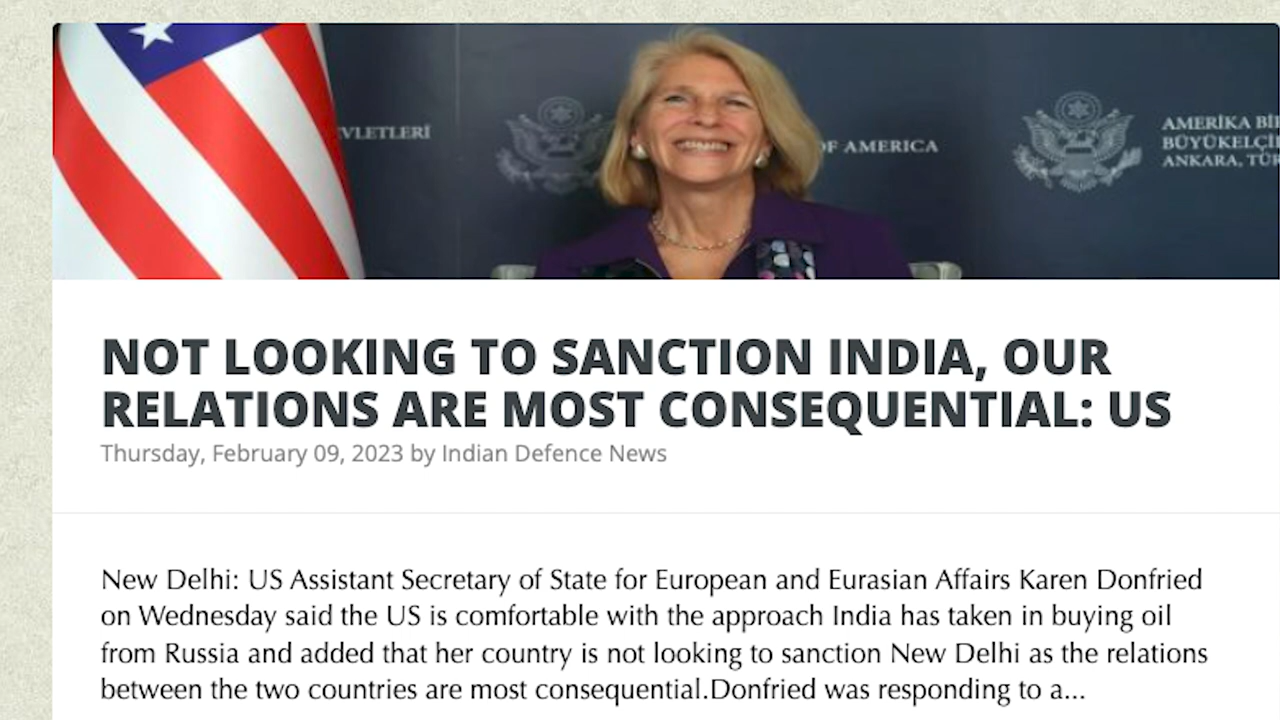 VLETLERİ
OF AMERICA
AMERİKA Bİ
BÜYÜKELÇİ
ANKARA, TÜR
NOT LOOKING TO SANCTION INDIA, OUR
RELATIONS ARE MOST CONSEQUENTIAL: US
Thursday, February 09, 2023 by Indian Defence News
New Delhi: US Assistant Secretary of State for European and Eurasian Affairs Karen Donfried
on Wednesday said the US is comfortable with the approach India has taken in buying oil
from Russia and added that her country is not looking to sanction New Delhi as the relations
between the two countries are most consequential.Donfried was responding to a...